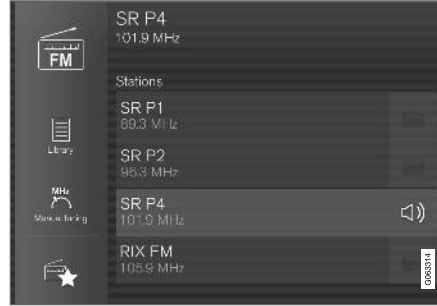 SR P4
101.9 MHz
FM
Stations
SR P1
89.3 MHz
Library
SR P2
96.3 MHz
MHz
Manual tuning
SR P4
101.9 MHz
RIX FM
105.9 MHz
G063314